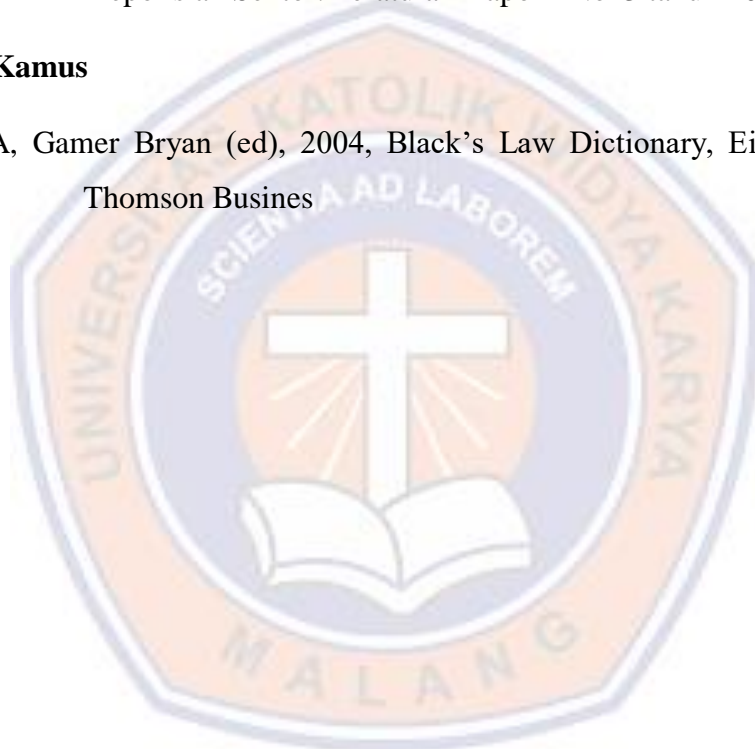 Kamus
A, Gamer Bryan (ed), 2004, Black’s Law Dictionary, Ei
Thomson Busines
UNIVERSITAS KATOLIK WIDYA KARYA
SCIENTIA AD LABOREM
MALANG